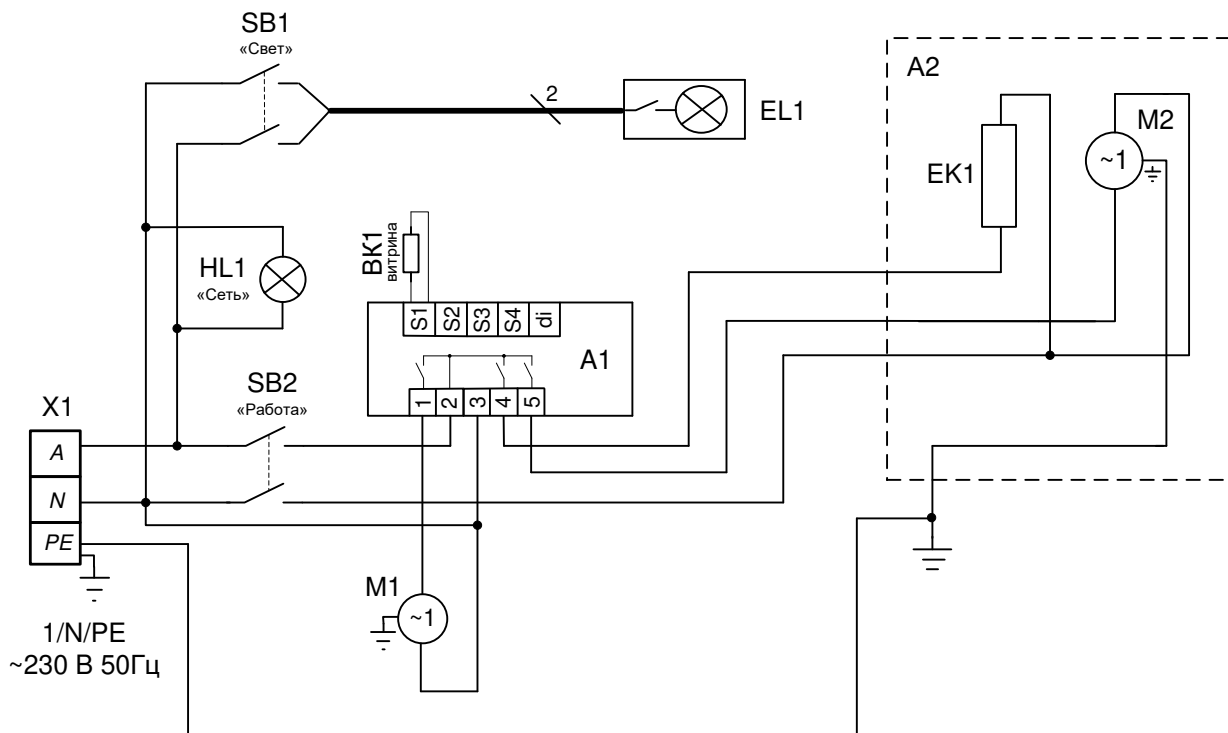 SB1
«Свет»
2
EL1
A2
M2
~1
EK1
BK1
витрина
HL1
«Сеть»
S1
S2
S3
S4
di
A1
SB2
«Работа»
1
2
3
4
5
X1
A
N
PE
M1
~1
1/N/PE
~230 В 50Гц